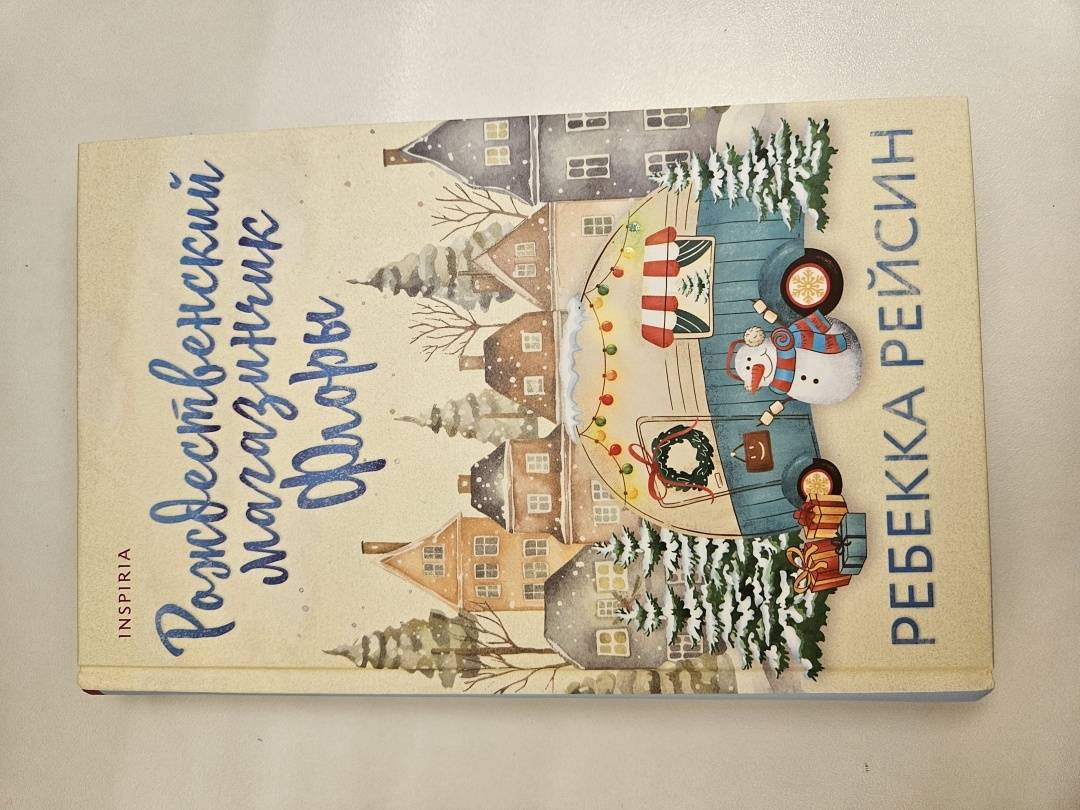 INSPIRIA
Рождественский
магазинчик
Флоры
РЕБЕККА РЕЙСИН